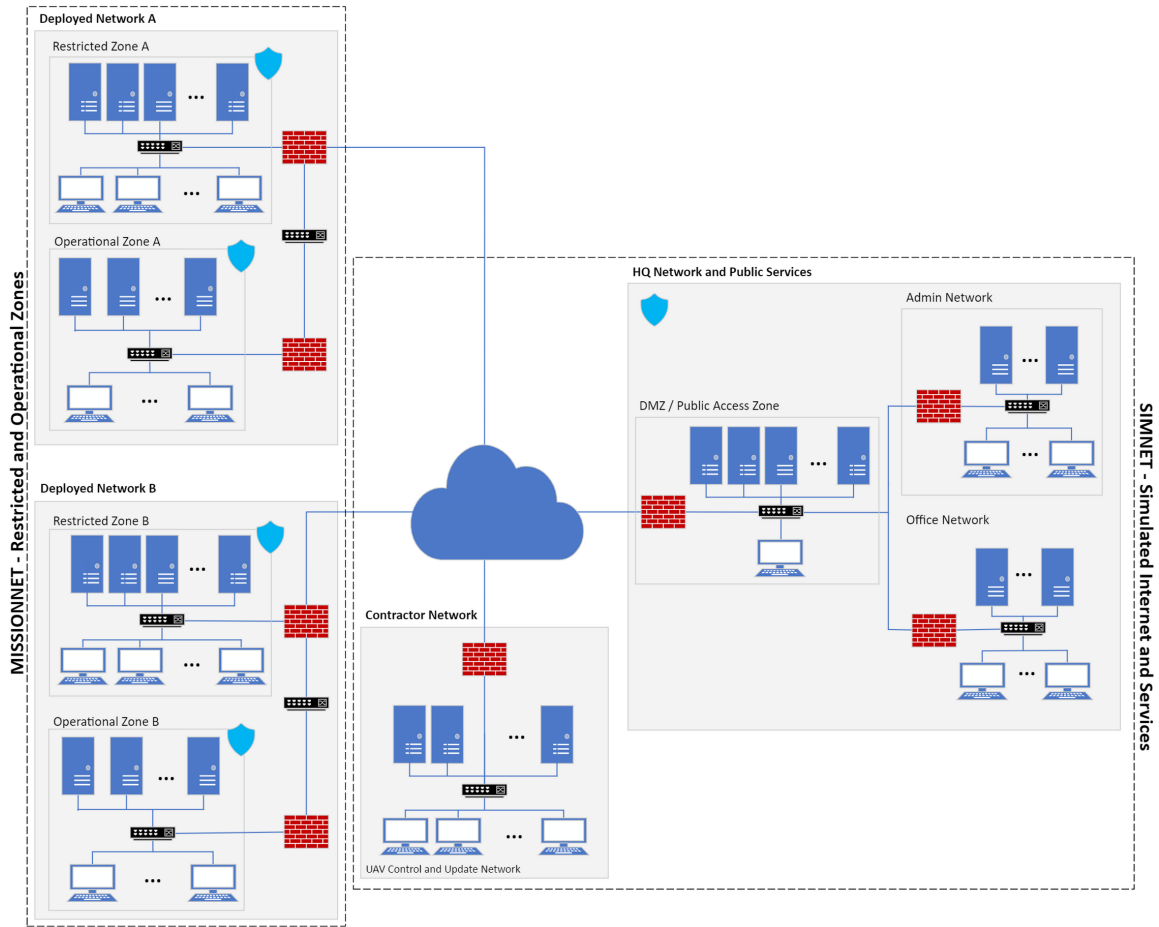 Deployed Network A
Restricted Zone A
Operational Zone A
MISSIONNET - Restricted and Operational Zones
Deployed Network B
Restricted Zone B
Operational Zone B
HQ Network and Public Services
Admin Network
DMZ / Public Access Zone
Office Network
Contractor Network
UAV Control and Update Network
SIMNET - Simulated Internet and Services